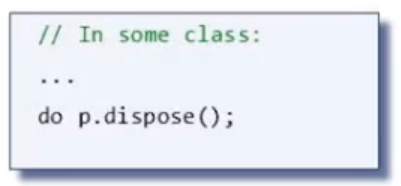 // In some class:
...
do p.dispose();